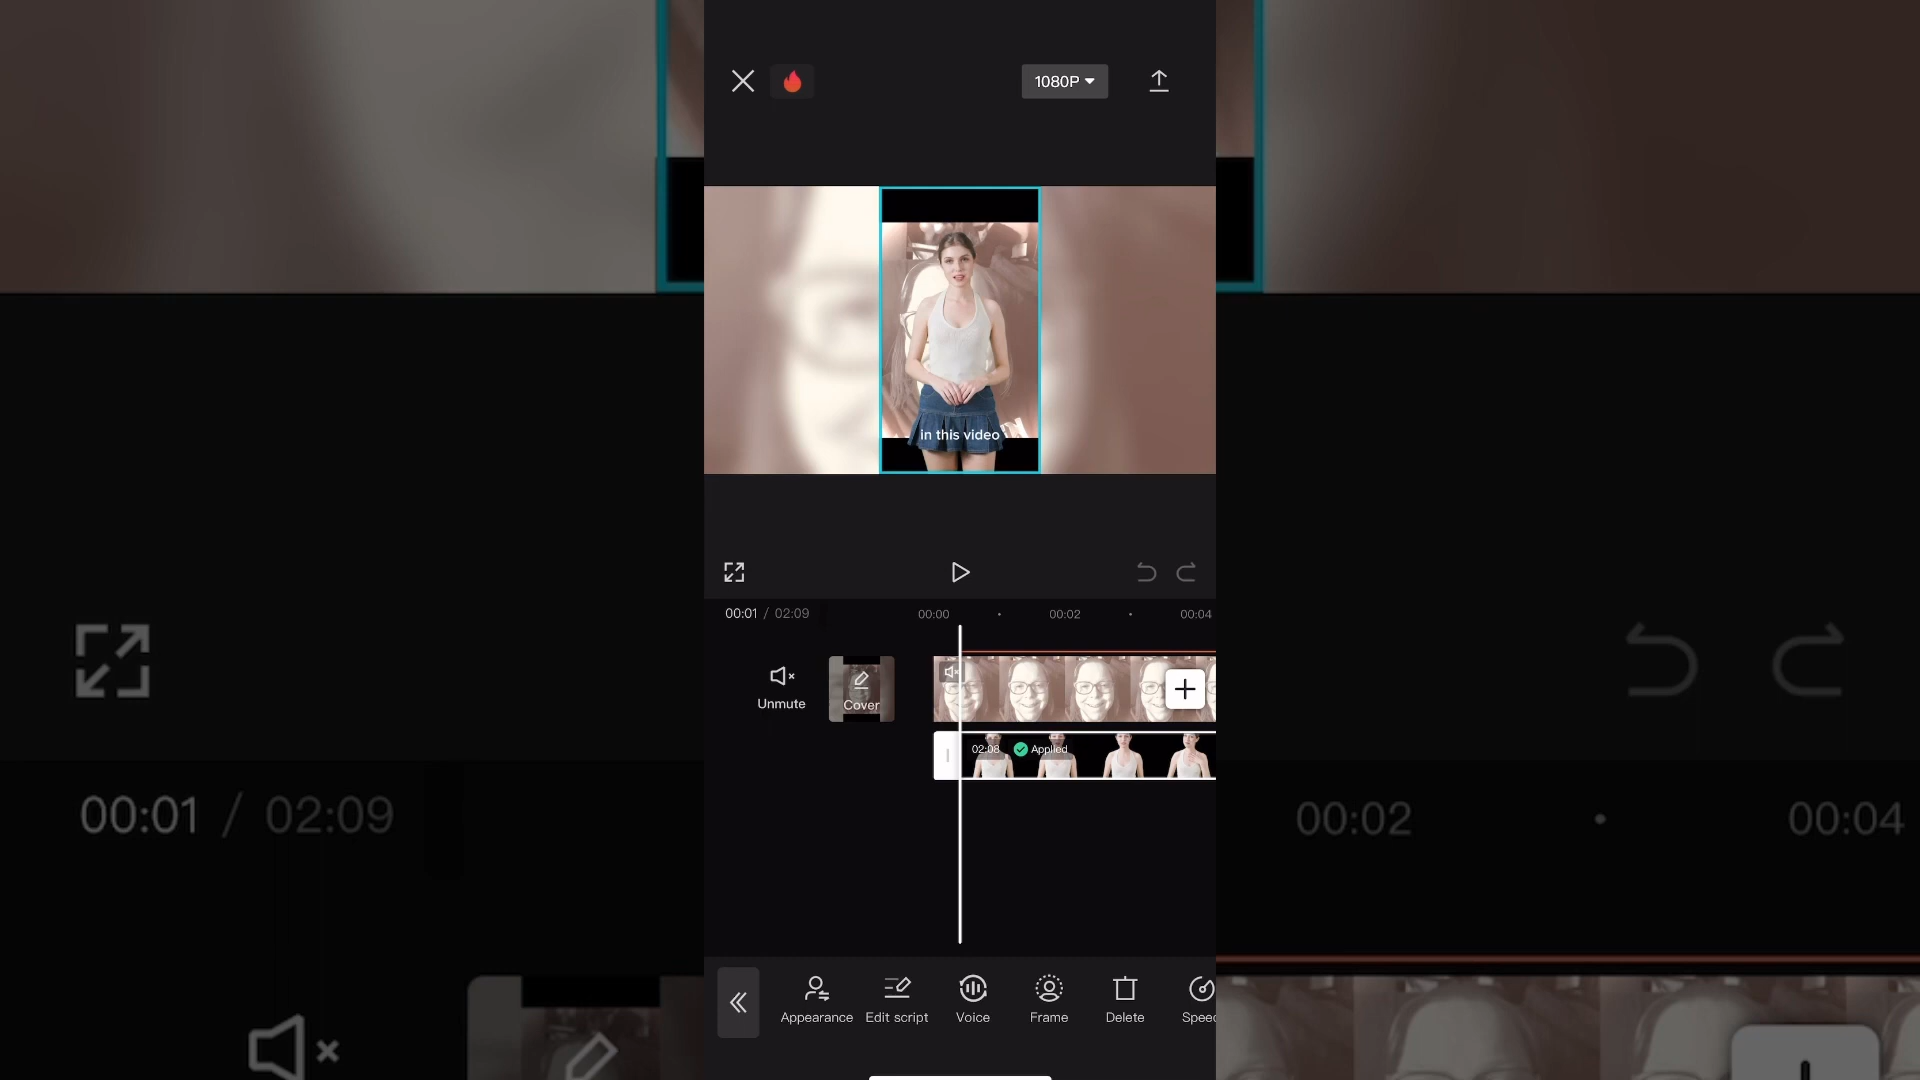 1080P
in this video
00:01 / 02:09
00:00
00:02
00:04
Unmute
Cover
02:08
Applied
Appearance
Edit script
Voice
Frame
Delete
Speec
00:01 / 02:09
00:02
00:04